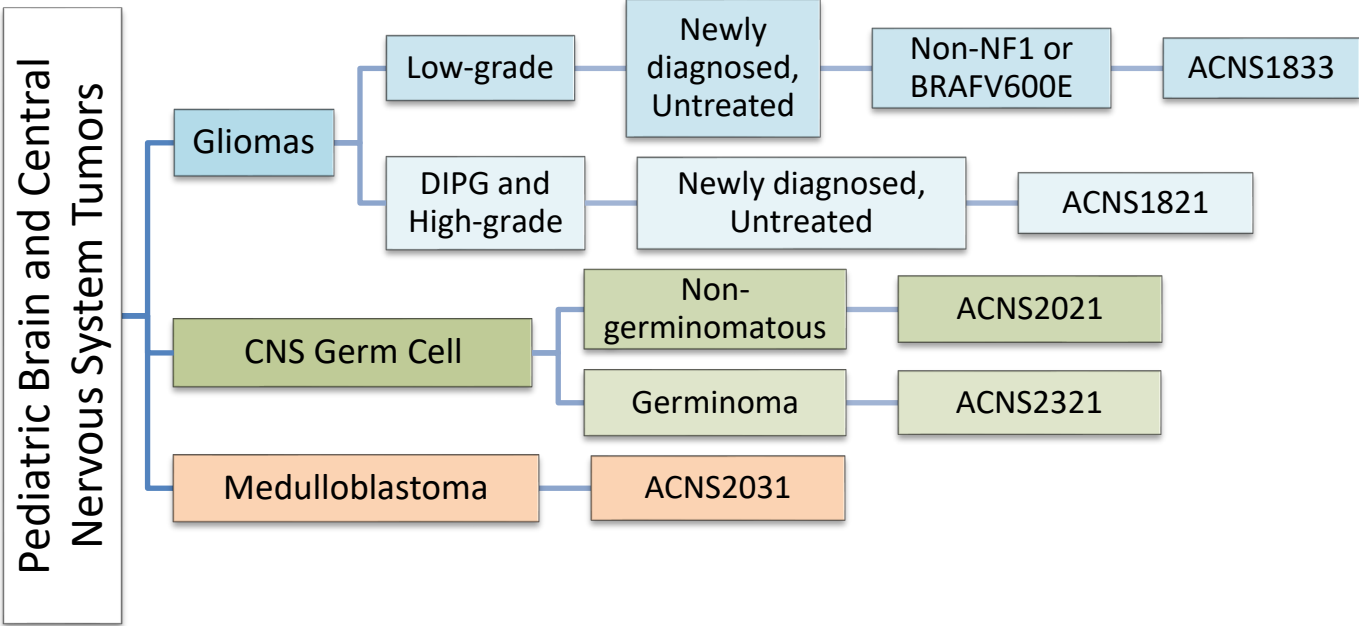 Pediatric Brain and Central
Nervous System Tumors
Gliomas
Low-grade
Newly
diagnosed,
Untreated
Non-NF1 or
BRAFV600E
ACNS1833
DIPG and
High-grade
Newly diagnosed,
Untreated
ACNS1821
CNS Germ Cell
Non-
germinomatous
ACNS2021
Germinoma
ACNS2321
Medulloblastoma
ACNS2031